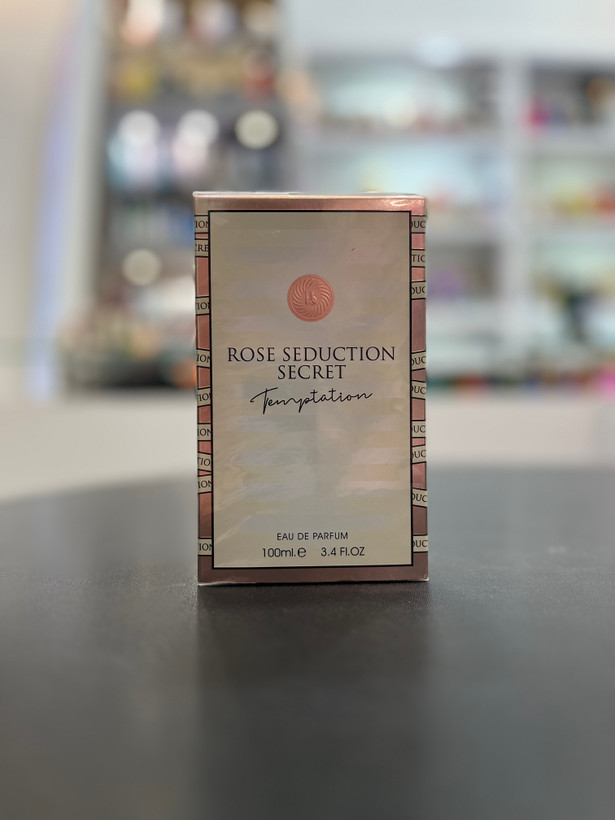 ROSE SEDUCTION
SECRET
Temptation
EAU DE PARFUM
100ml.e 3.4 Fl.OZ